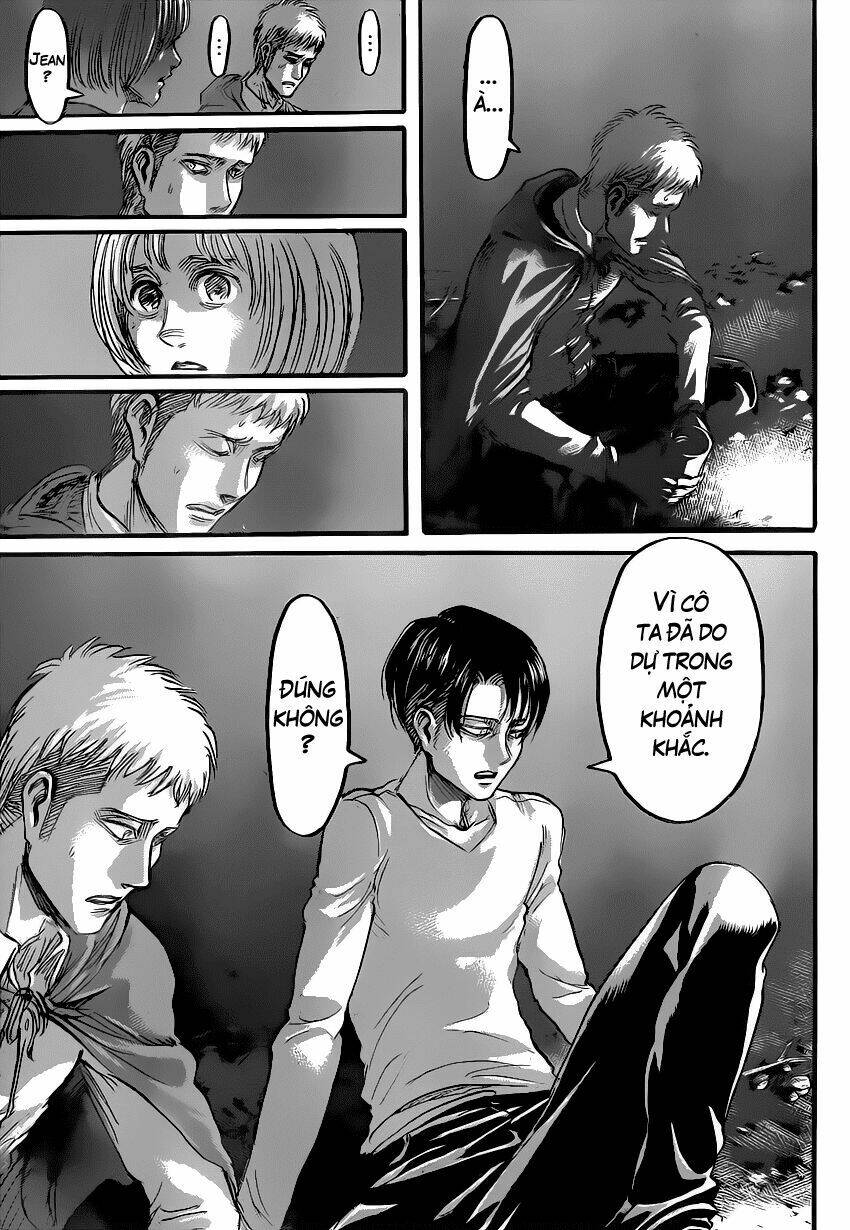 ...
À...
...
...
JEAN
?
VÌ CÔ
TA ĐÃ DO
DỰ TRONG
MỘT
KHOẢNH
KHẮC.
ĐÚNG
KHÔNG
?